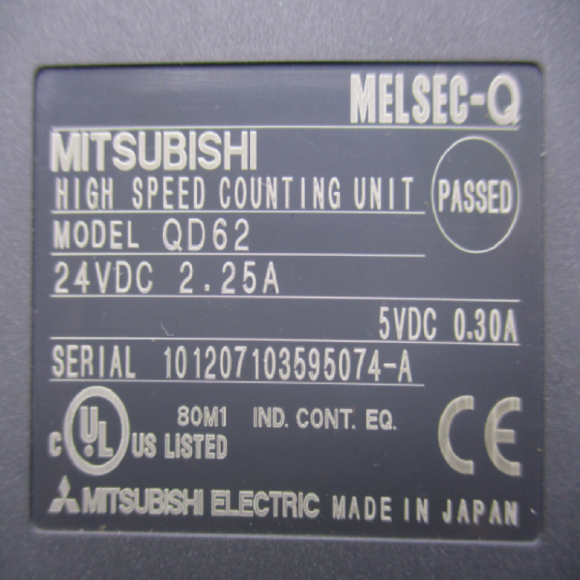 MELSEC-Q
MITSUBISHI
HIGH SPEED COUNTING UNIT
PASSED
MODEL QD62
24VDC 2.25A
5VDC 0.30A
SERIAL 101207103595074-A
C UL US LISTED
80M1 IND. CONT. EQ.
CE
MITSUBISHI ELECTRIC MADE IN JAPAN